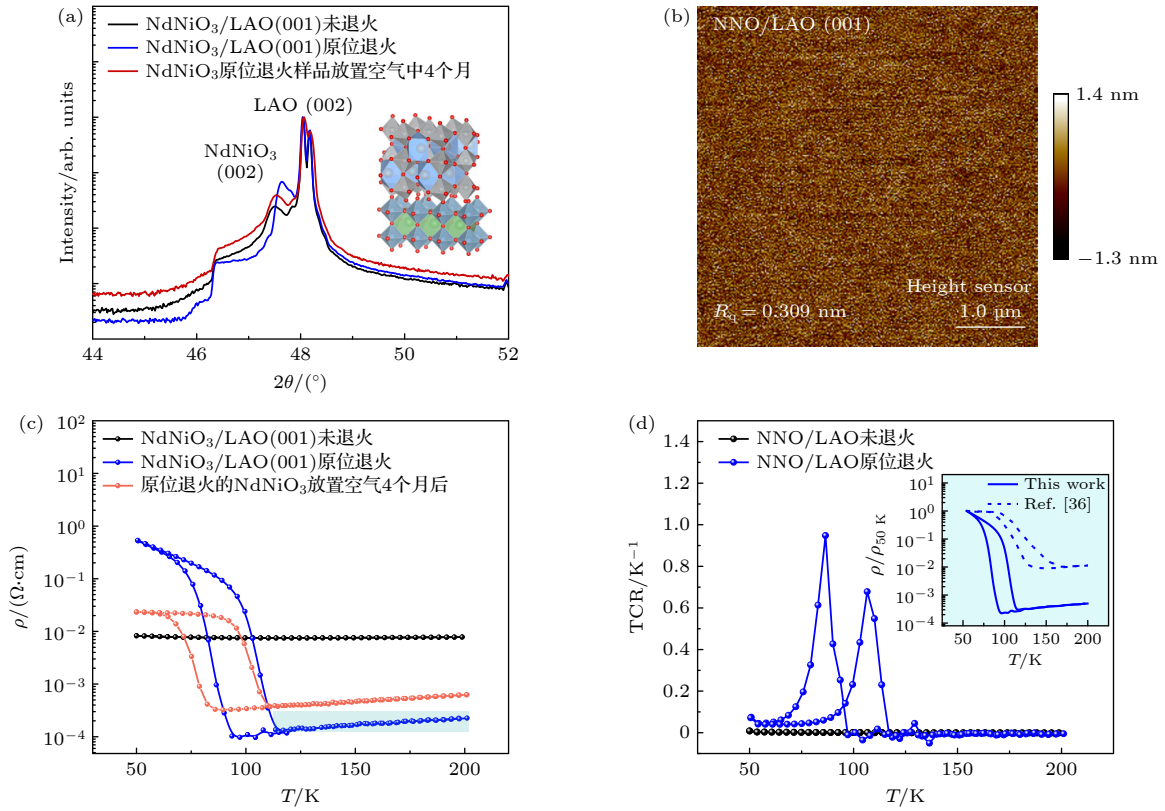 (a)
NdNiO₃/LAO(001)未退火
NdNiO₃/LAO(001)原位退火
NdNiO₃原位退火样品放置空气中4个月
LAO (002)
NdNiO₃
(002)
Intensity/arb. units
44 46 48 50 52
2θ/(°)
(b)
NNO/LAO (001)
1.4 nm
−1.3 nm
Height sensor
R_q = 0.309 nm
1.0 μm
(c)
NdNiO₃/LAO(001)未退火
NdNiO₃/LAO(001)原位退火
原位退火的NdNiO₃放置空气4个月后
10²
10¹
10⁰
10⁻¹
10⁻²
10⁻³
10⁻⁴
ρ/(Ω·cm)
50 100 150 200
T/K
(d)
NNO/LAO未退火
NNO/LAO原位退火
1.4
1.2
1.0
0.8
0.6
0.4
0.2
0
TCR/K⁻¹
50 100 150 200
T/K
This work
Ref. [36]
10¹
10⁰
10⁻¹
10⁻²
10⁻³
10⁻⁴
ρ/ρ₅₀ K
50 100 150 200
T/K